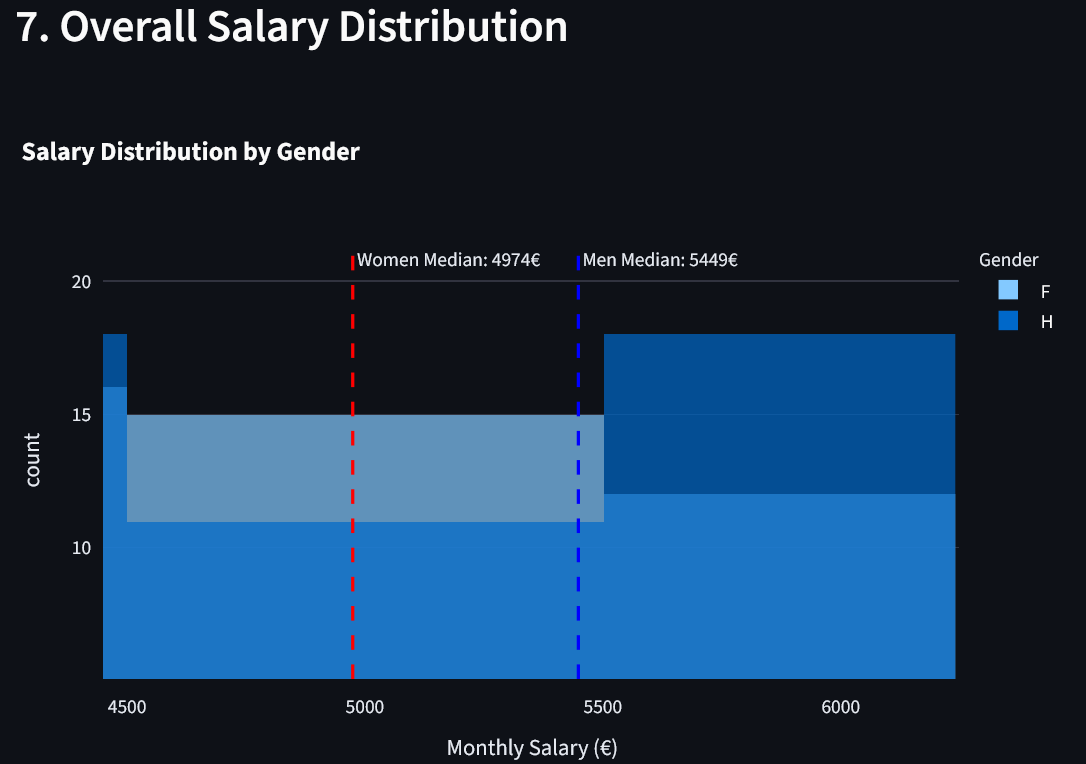 7. Overall Salary Distribution
Salary Distribution by Gender
Women Median: 4974€
Men Median: 5449€
Gender
F
H
20
15
10
count
4500
5000
5500
6000
Monthly Salary (€)